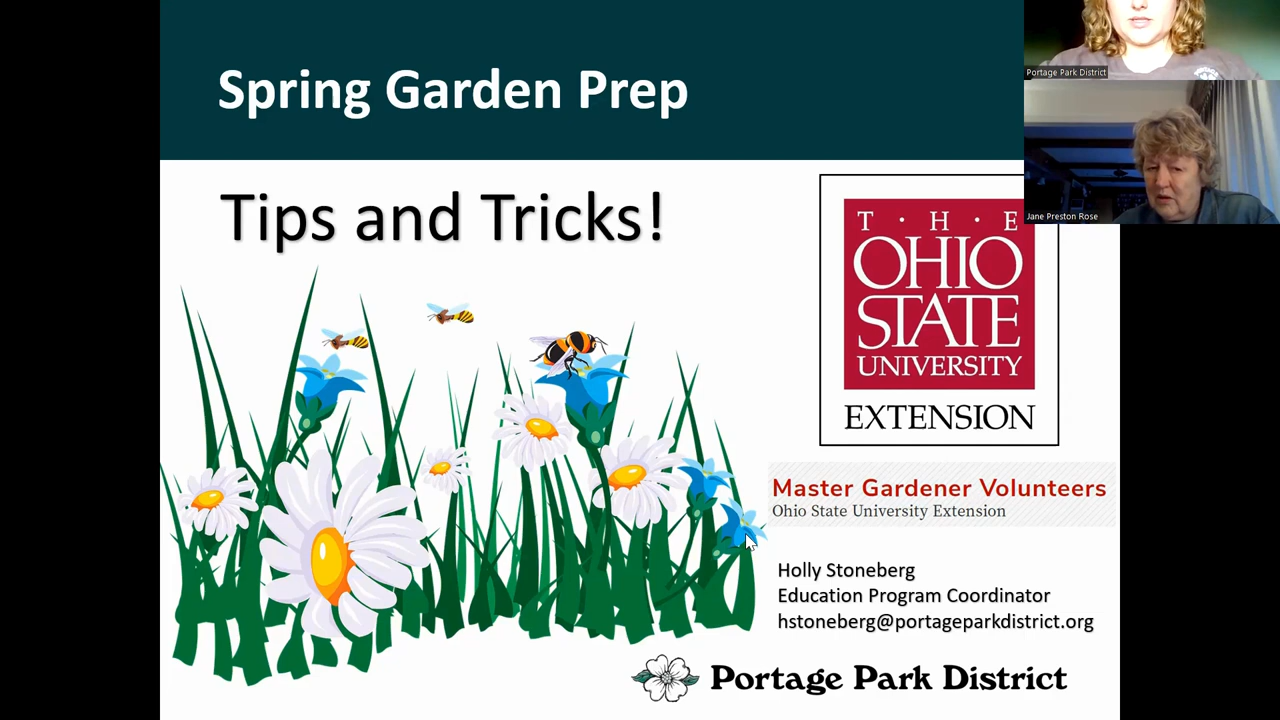 Spring Garden Prep
Portage Park District
Jane Preston Rose
Tips and Tricks!
T·H·E
OHIO
STATE
UNIVERSITY
EXTENSION
Master Gardener Volunteers
Ohio State University Extension
Holly Stoneberg
Education Program Coordinator
hstoneberg@portageparkdistrict.org
Portage Park District